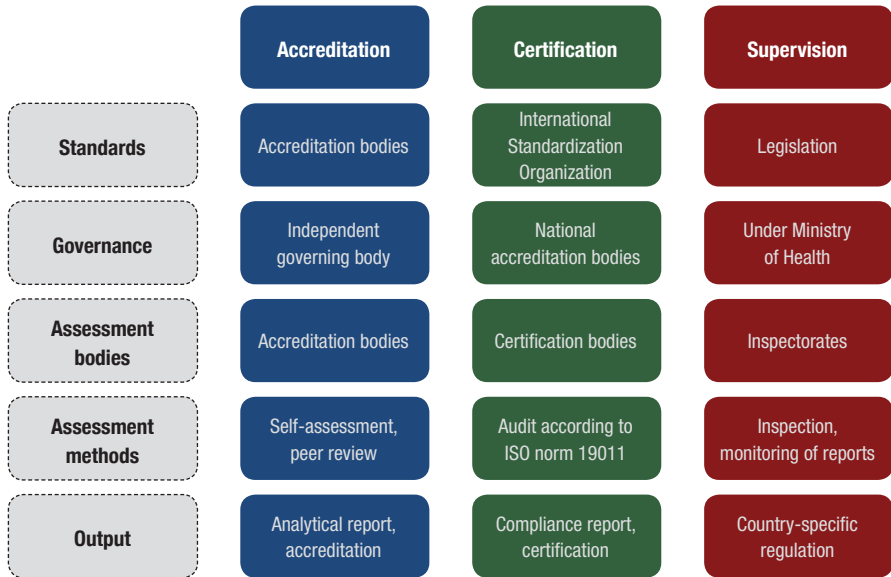 Accreditation
Certification
Supervision
Standards
Accreditation bodies
International
Standardization
Organization
Legislation
Governance
Independent
governing body
National
accreditation bodies
Under Ministry
of Health
Assessment
bodies
Accreditation bodies
Certification bodies
Inspectorates
Assessment
methods
Self-assessment,
peer review
Audit according to
ISO norm 19011
Inspection,
monitoring of reports
Output
Analytical report,
accreditation
Compliance report,
certification
Country-specific
regulation